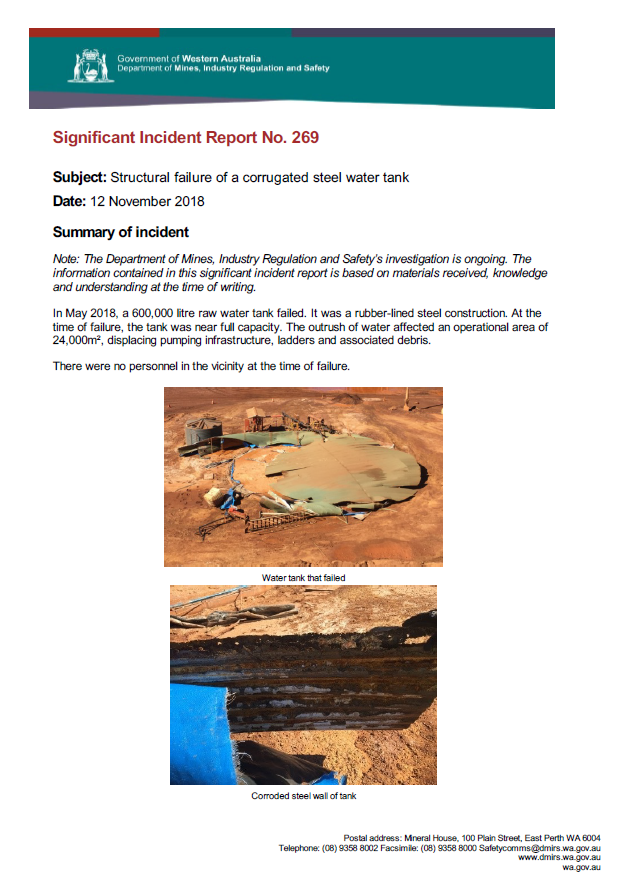 Government of Western Australia
Department of Mines, Industry Regulation and Safety
Significant Incident Report No. 269
Subject: Structural failure of a corrugated steel water tank
Date: 12 November 2018
Summary of incident
Note: The Department of Mines, Industry Regulation and Safety's investigation is ongoing. The
information contained in this significant incident report is based on materials received, knowledge
and understanding at the time of writing.
In May 2018, a 600,000 litre raw water tank failed. It was a rubber-lined steel construction. At the
time of failure, the tank was near full capacity. The outrush of water affected an operational area of
24,000m², displacing pumping infrastructure, ladders and associated debris.
There were no personnel in the vicinity at the time of failure.
Water tank that failed
Corroded steel wall of tank
Postal address: Mineral House, 100 Plain Street, East Perth WA 6004
Telephone: (08) 9358 8002 Facsimile: (08) 9358 8000 Safetycomms@dmirs.wa.gov.au
www.dmirs.wa.gov.au
wa.gov.au